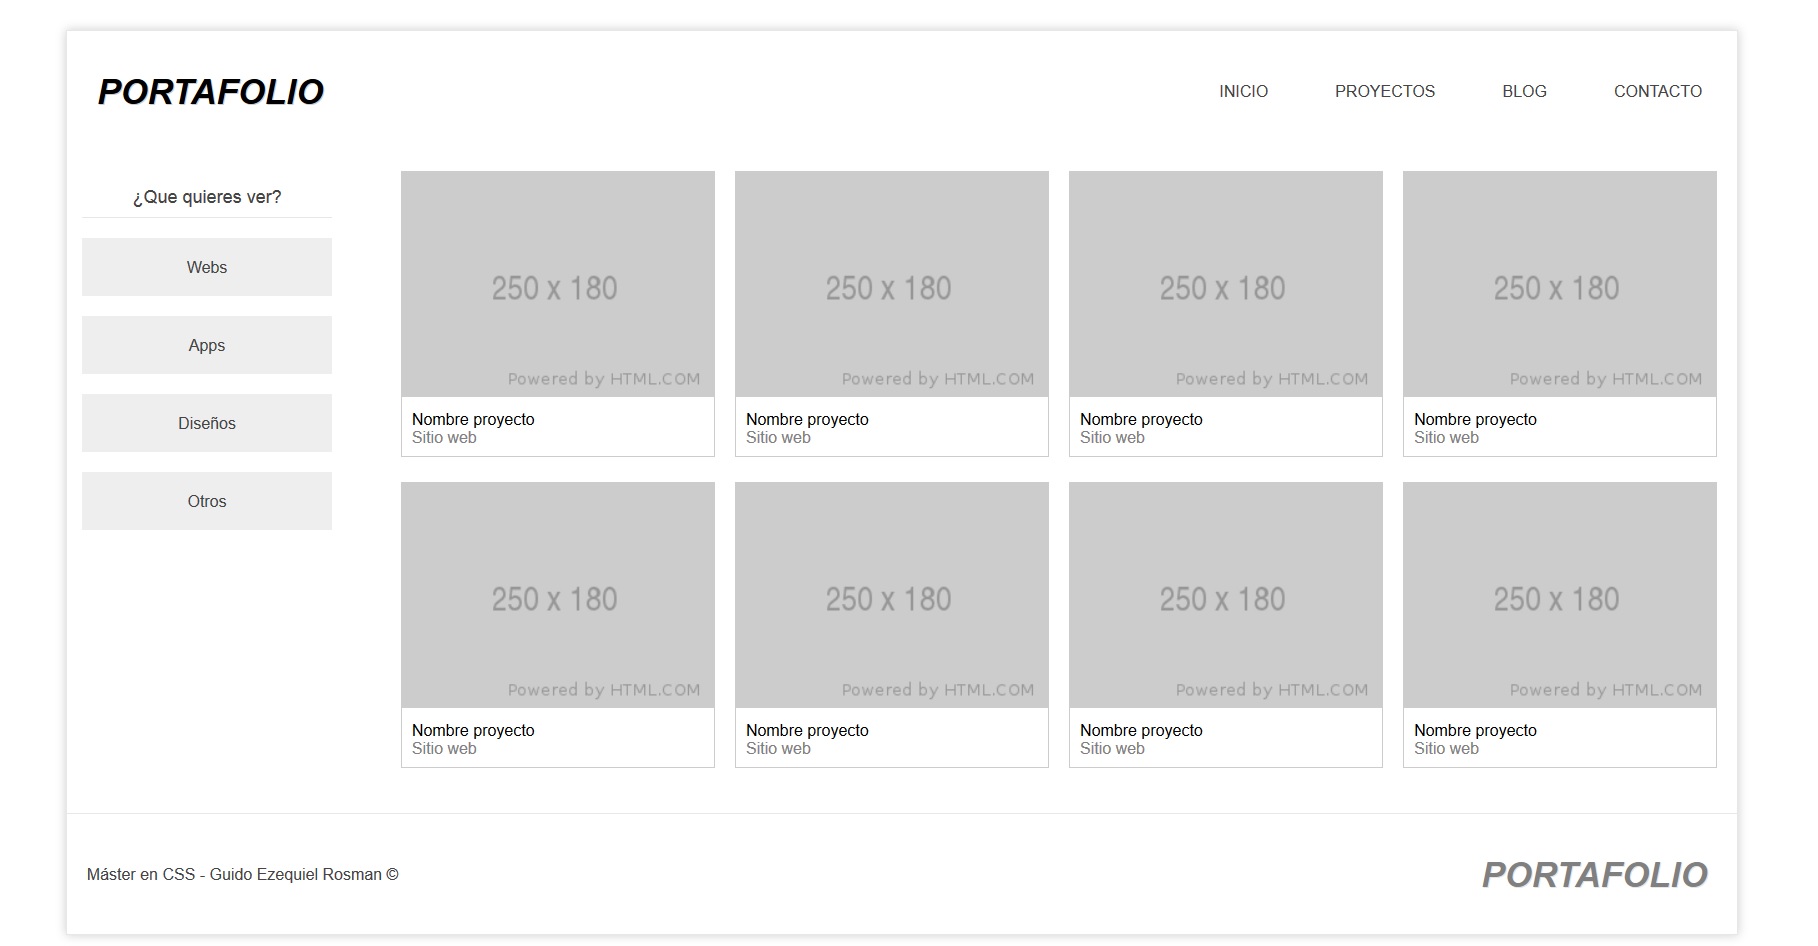 PORTAFOLIO
INICIO PROYECTOS BLOG CONTACTO
¿Que quieres ver?
Webs
Apps
Diseños
Otros
250 x 180
Powered by HTML.COM
Nombre proyecto
Sitio web
250 x 180
Powered by HTML.COM
Nombre proyecto
Sitio web
250 x 180
Powered by HTML.COM
Nombre proyecto
Sitio web
250 x 180
Powered by HTML.COM
Nombre proyecto
Sitio web
250 x 180
Powered by HTML.COM
Nombre proyecto
Sitio web
250 x 180
Powered by HTML.COM
Nombre proyecto
Sitio web
250 x 180
Powered by HTML.COM
Nombre proyecto
Sitio web
250 x 180
Powered by HTML.COM
Nombre proyecto
Sitio web
Máster en CSS - Guido Ezequiel Rosman ©
PORTAFOLIO